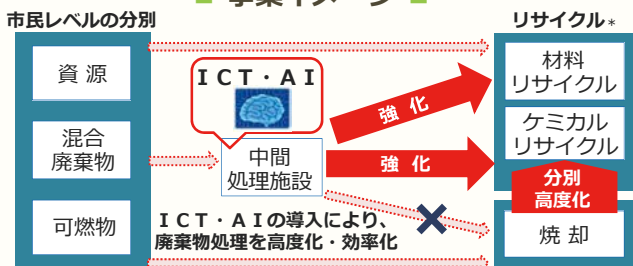 ■ 事業イメージ ■
市民レベルの分別
リサイクル*
資 源
混合
廃棄物
可燃物
ICT・AI
中間
処理施設
強 化
強 化
材料
リサイクル
ケミカル
リサイクル
分別
高度化
焼 却
ICT・AIの導入により、
廃棄物処理を高度化・効率化